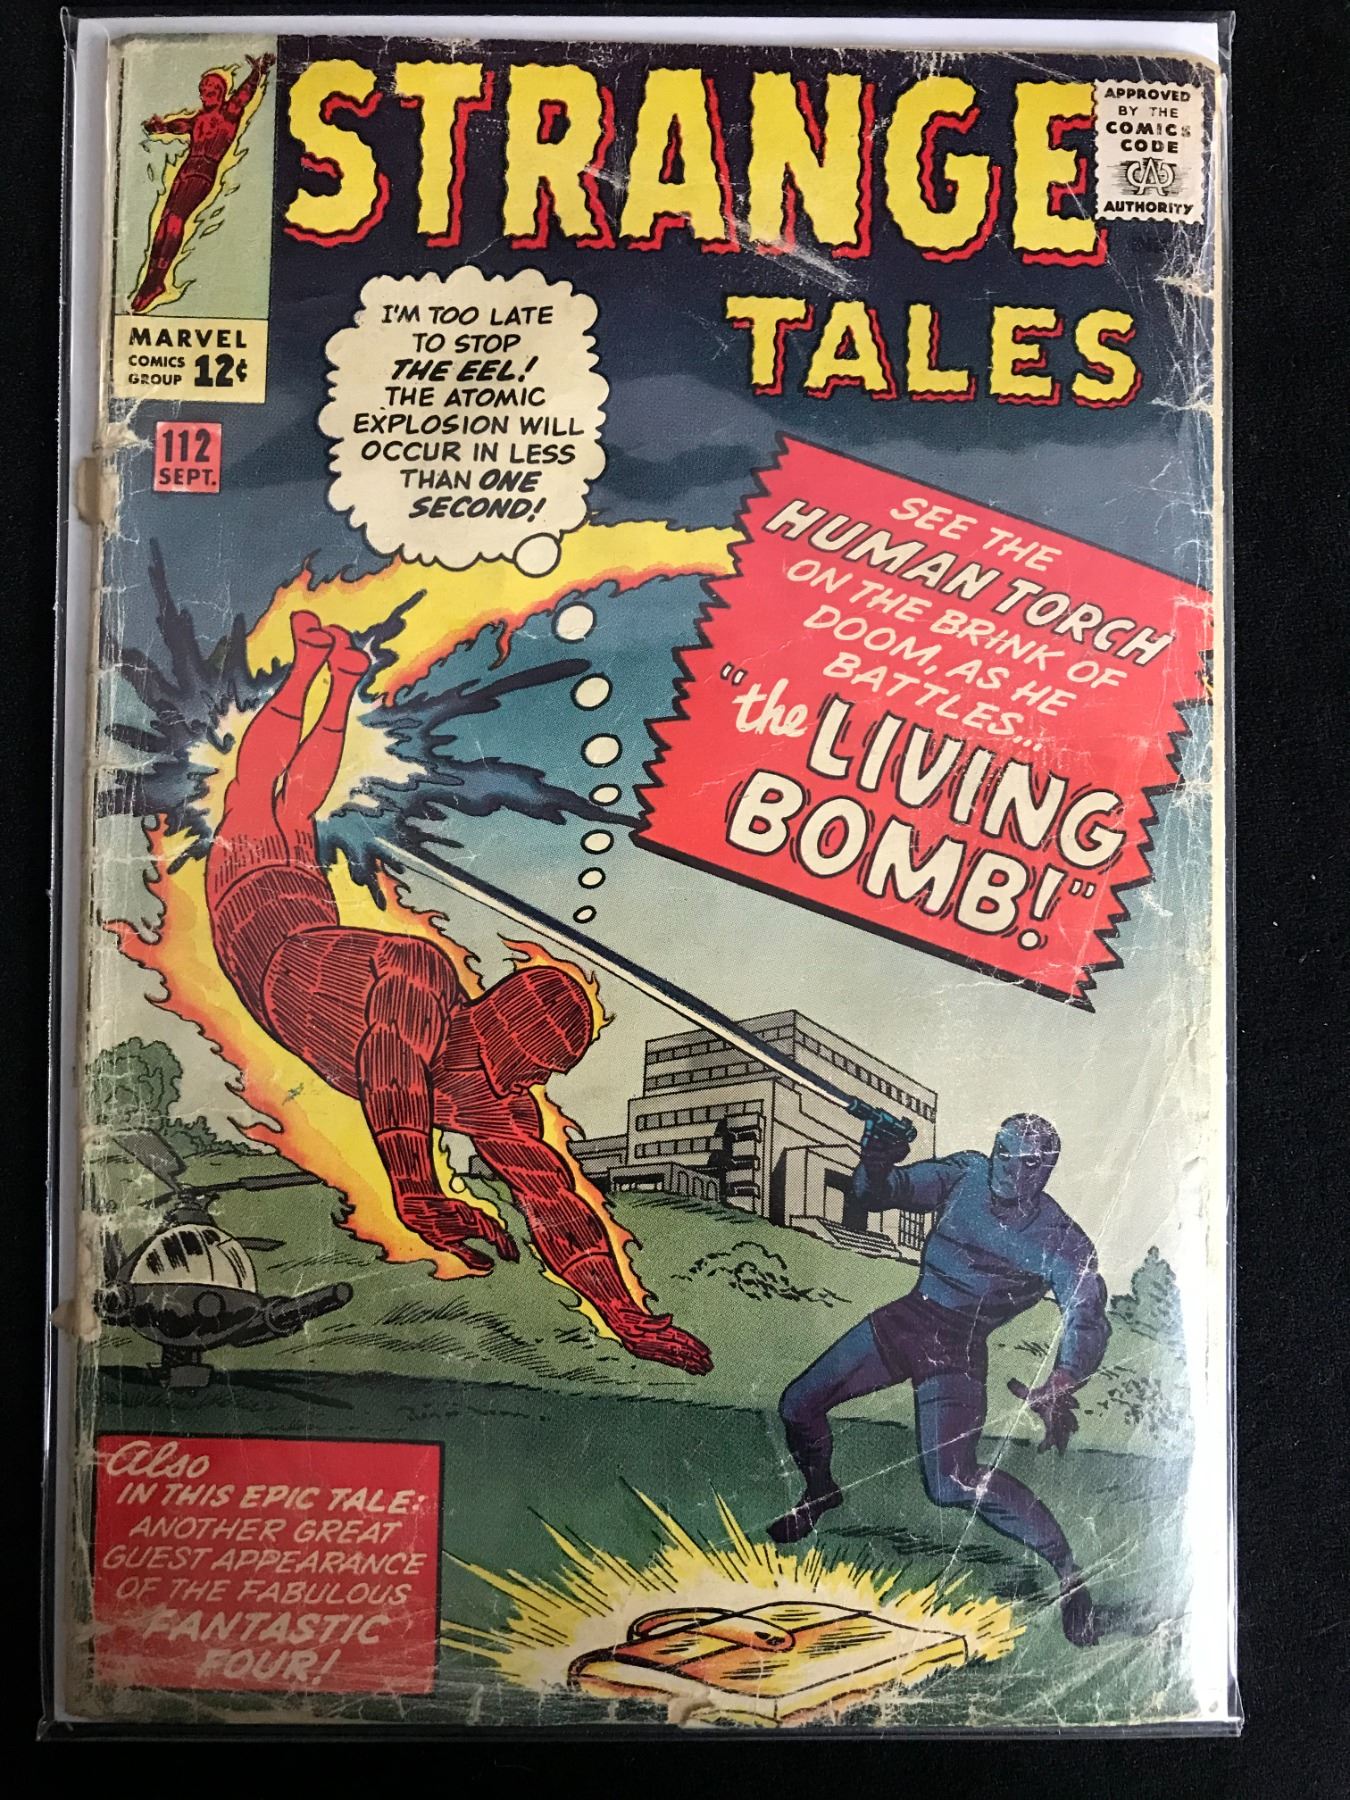 STRANGE
TALES
APPROVED
BY THE
COMICS
CODE
CA
AUTHORITY
MARVEL
COMICS
GROUP 12¢
112
SEPT.
I'M TOO LATE
TO STOP
THE EEL!
THE ATOMIC
EXPLOSION WILL
OCCUR IN LESS
THAN ONE
SECOND!
SEE THE
HUMAN TORCH
ON THE BRINK OF
DOOM, AS HE
BATTLES...
"the LIVING
BOMB!"
Also
IN THIS EPIC TALE:
ANOTHER GREAT
GUEST APPEARANCE
OF THE FABULOUS
FANTASTIC
FOUR!